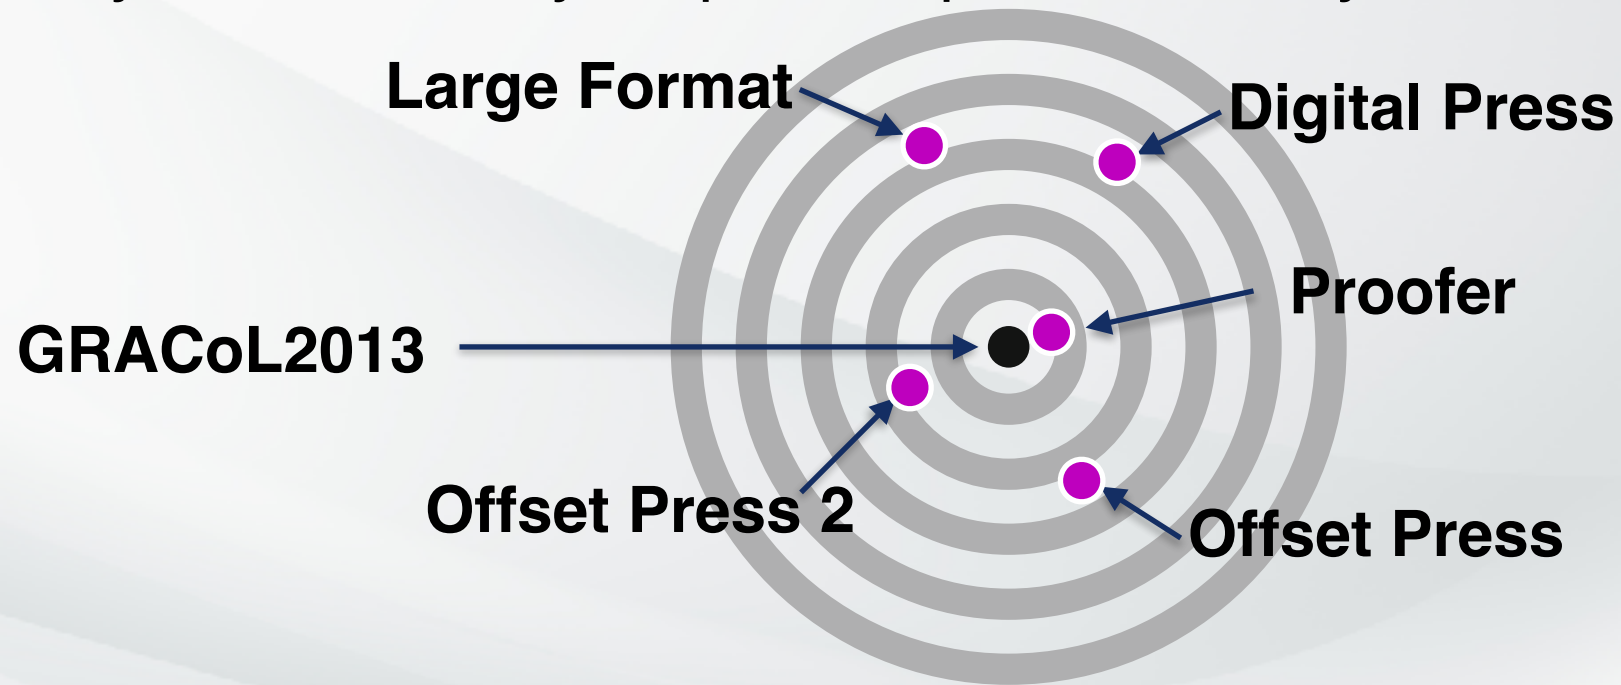 Large Format
Digital Press
Proofer
GRACoL2013
Offset Press 2
Offset Press